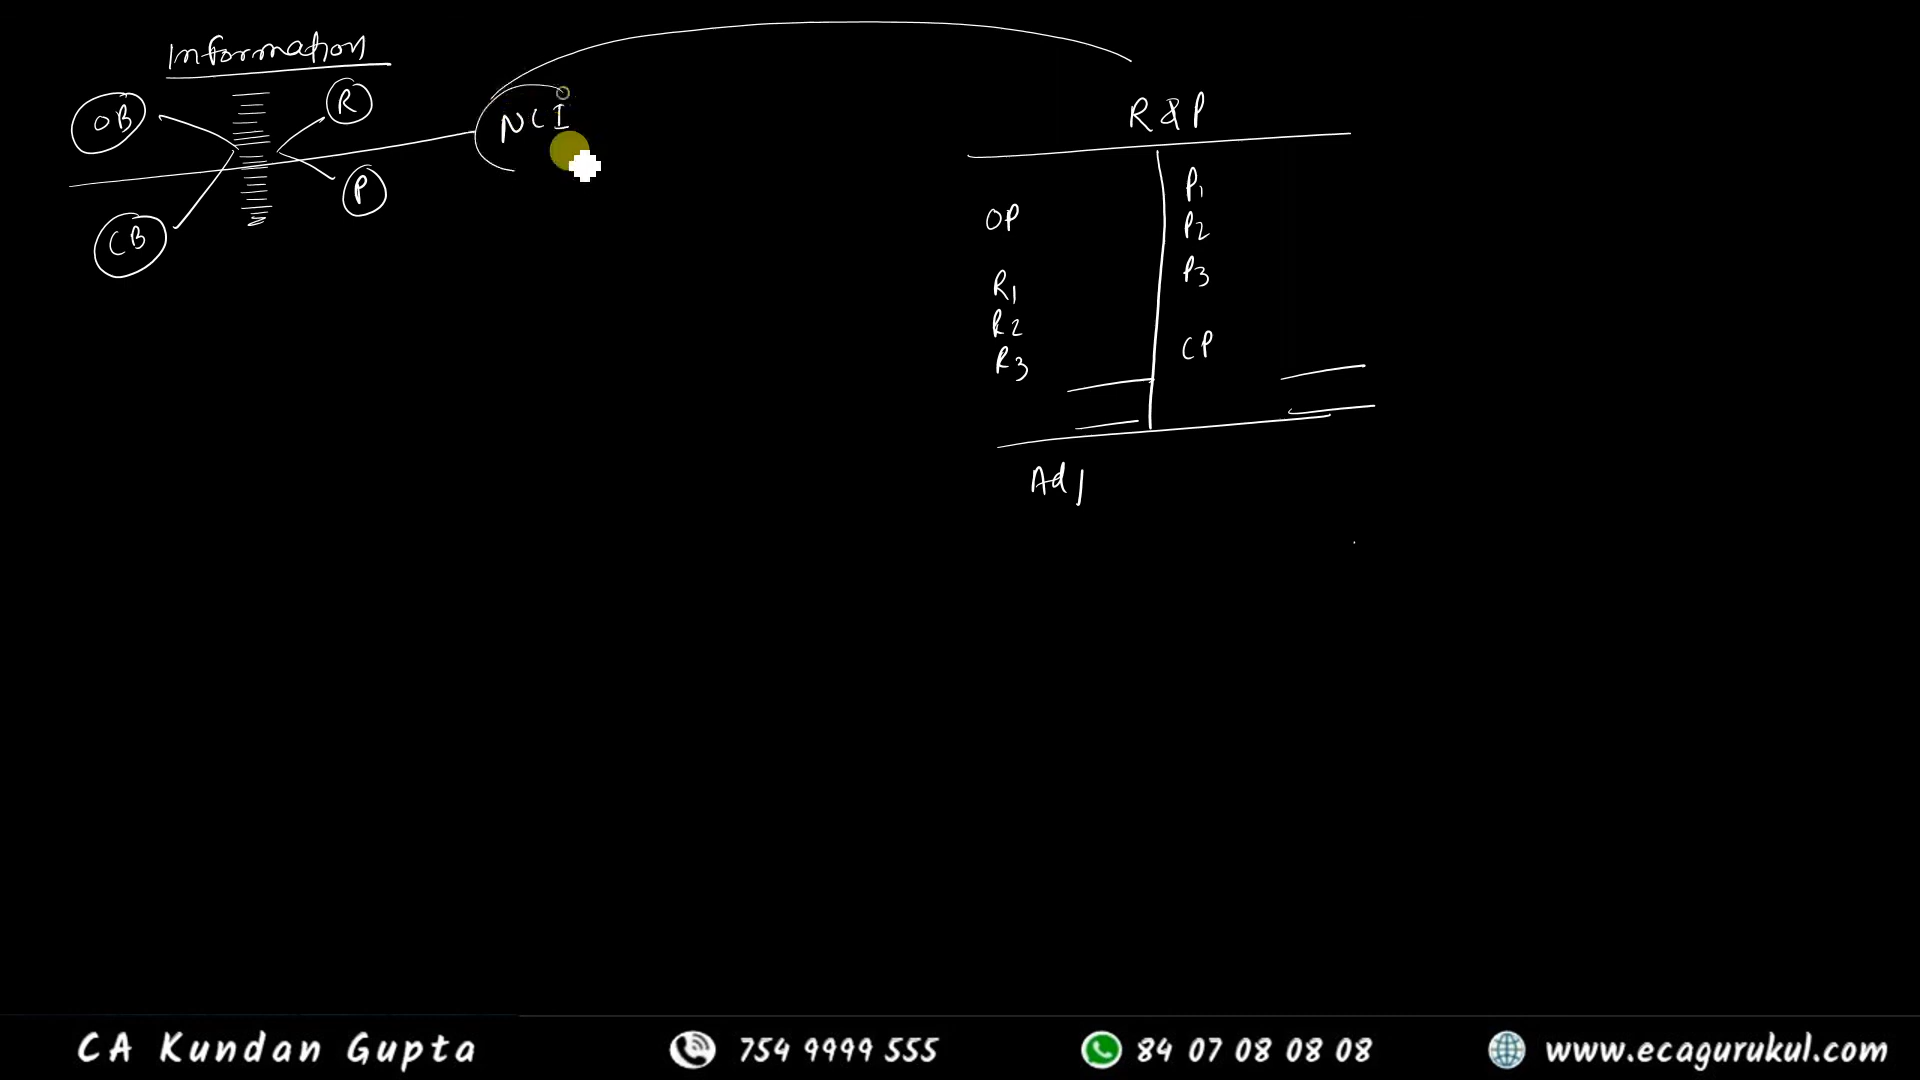 Information
OB
R
NCI
P
CB
R & P
OP
R1
R2
R3
P1
P2
P3
CP
Adj
CA Kundan Gupta
754 9999 555
84 07 08 08 08
www.ecagurukul.com